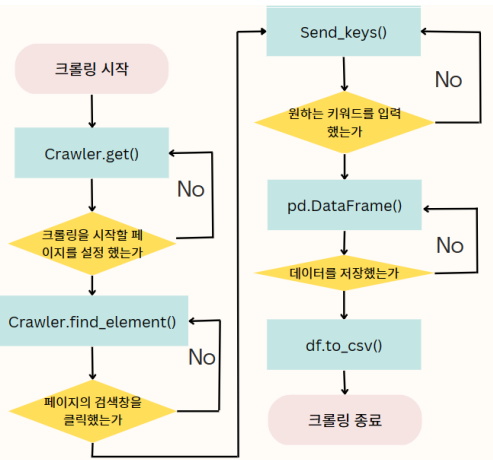 크롤링 시작
Crawler.get()
No
크롤링을 시작할 페
이지를 설정 했는가
Crawler.find_element()
No
페이지의 검색창을
클릭했는가
Send_keys()
No
원하는 키워드를 입력
했는가
pd.DataFrame()
No
데이터를 저장했는가
df.to_csv()
크롤링 종료